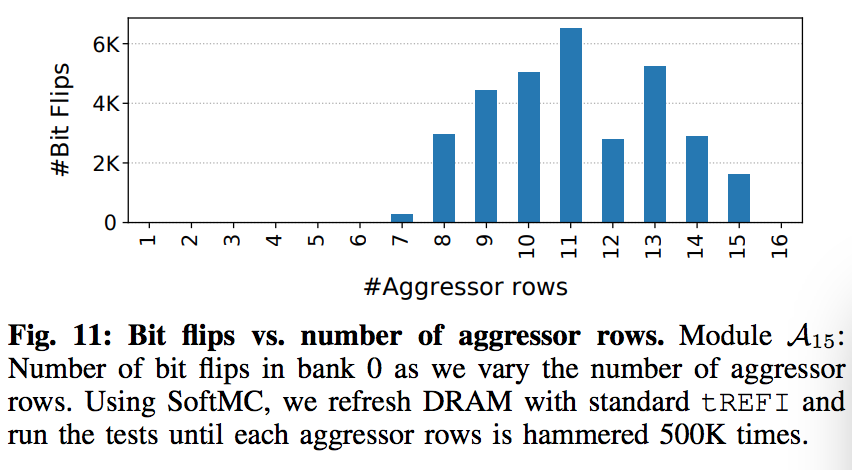 6K
4K
2K
0
#Bit Flips
1 2 3 4 5 6 7 8 9 10 11 12 13 14 15 16
#Aggressor rows
Fig. 11: Bit flips vs. number of aggressor rows. Module 𝒜₁₅:
Number of bit flips in bank 0 as we vary the number of aggressor
rows. Using SoftMC, we refresh DRAM with standard tREFI and
run the tests until each aggressor rows is hammered 500K times.